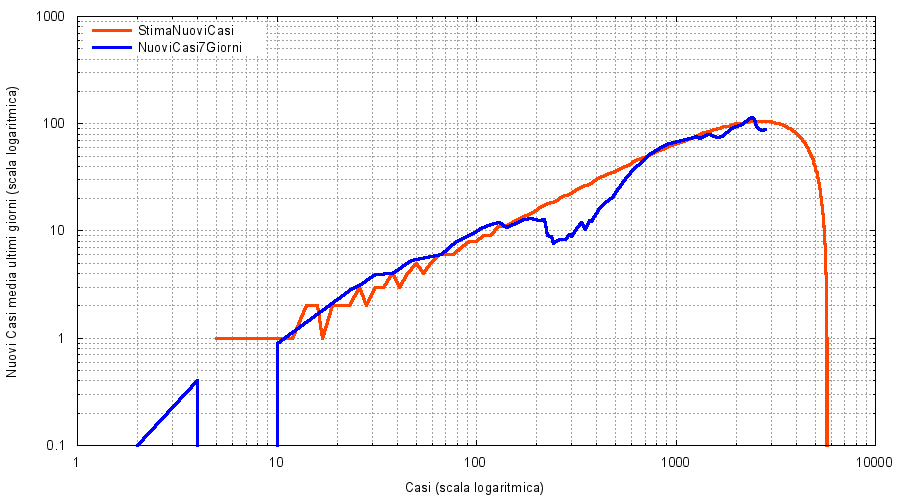 1000
100
10
1
0.1
StimaNuoviCasi
NuoviCasi7Giorni
Nuovi Casi media ultimi giorni (scala logaritmica)
1 10 100 1000 10000
Casi (scala logaritmica)